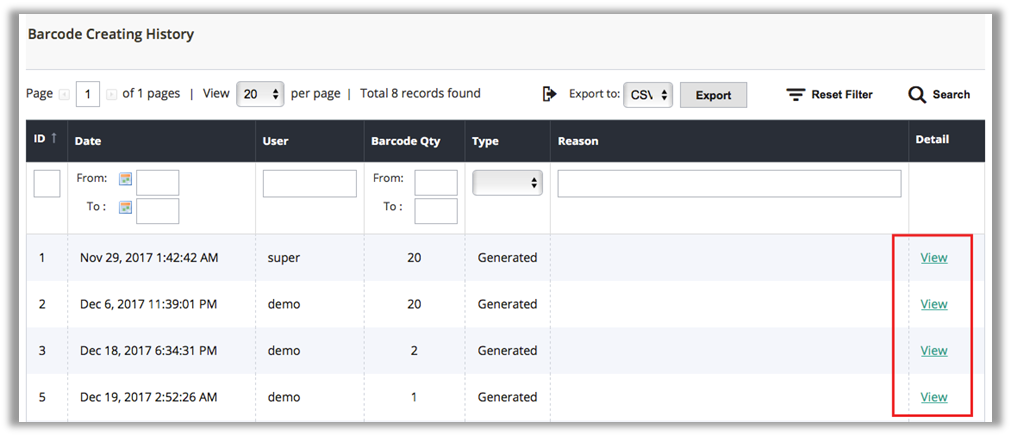 Barcode Creating History
Page 1 of 1 pages | View 20 per page | Total 8 records found Export to: CSV Export Reset Filter Search
ID ↑ Date User Barcode Qty Type Reason Detail
From: From:
To : To :
1 Nov 29, 2017 1:42:42 AM super 20 Generated View
2 Dec 6, 2017 11:39:01 PM demo 20 Generated View
3 Dec 18, 2017 6:34:31 PM demo 2 Generated View
5 Dec 19, 2017 2:52:26 AM demo 1 Generated View